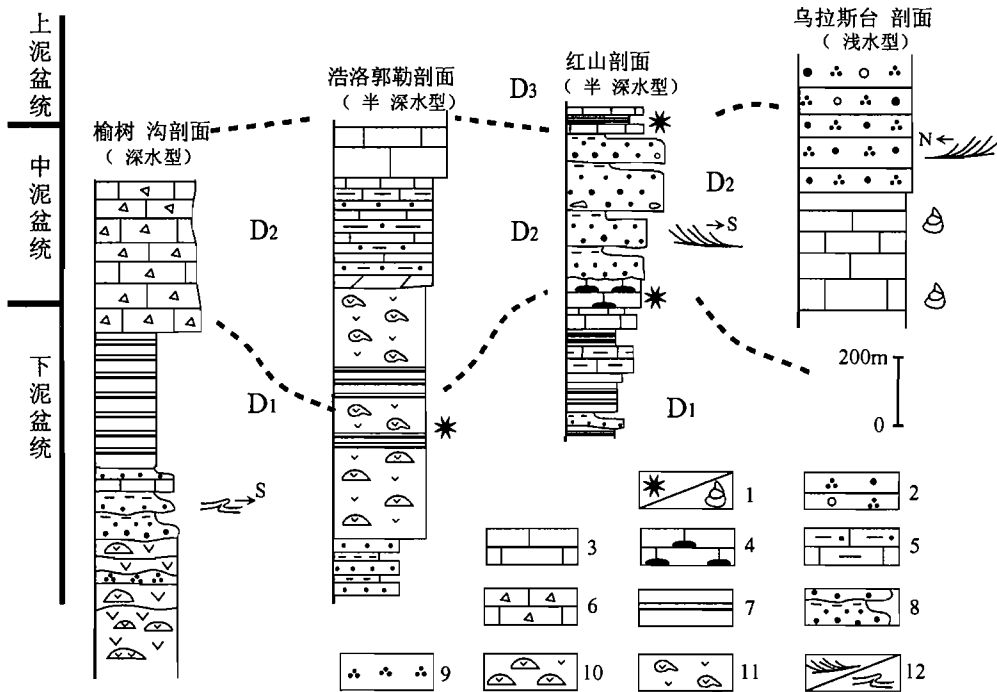 上泥盆统
中泥盆统
下泥盆统
榆树 沟剖面
( 深水型)
浩洛郭勒剖面
( 半 深水型)
红山剖面
( 半 深水型)
乌拉斯台 剖面
( 浅水型)
D3
D2
D2
D2
D1
D1
N
S
S
200m
0
1
2
3
4
5
6
7
8
9
10
11
12